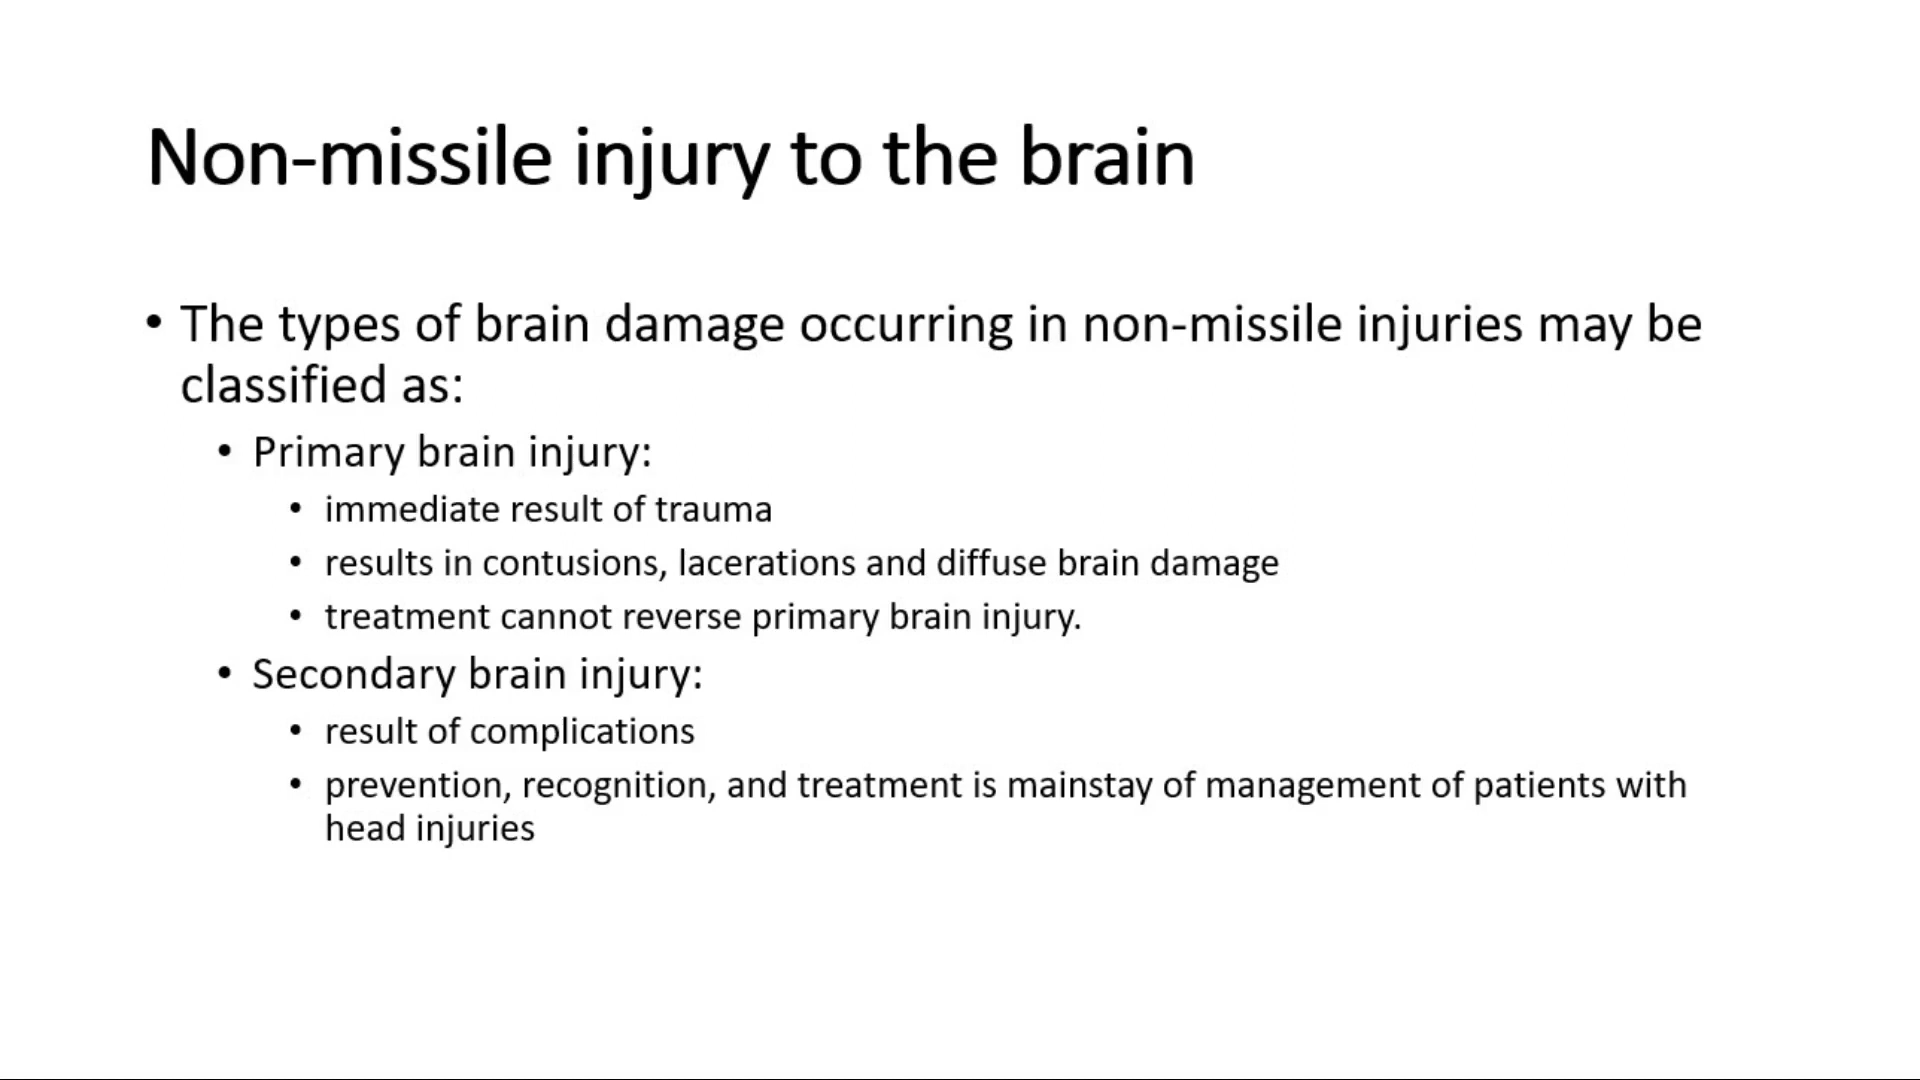 Non-missile injury to the brain
• The types of brain damage occurring in non-missile injuries may be
classified as:
• Primary brain injury:
• immediate result of trauma
• results in contusions, lacerations and diffuse brain damage
• treatment cannot reverse primary brain injury.
• Secondary brain injury:
• result of complications
• prevention, recognition, and treatment is mainstay of management of patients with
head injuries